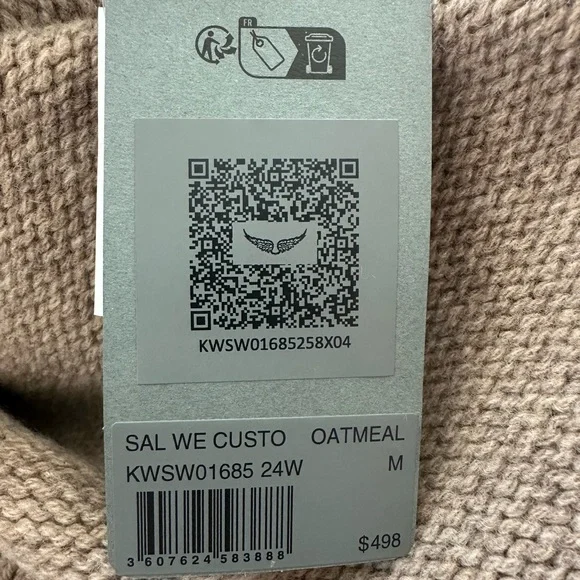 FR
KWSW01685258X04
SAL WE CUSTO OATMEAL
KWSW01685 24W M
3 607624 583888
$498